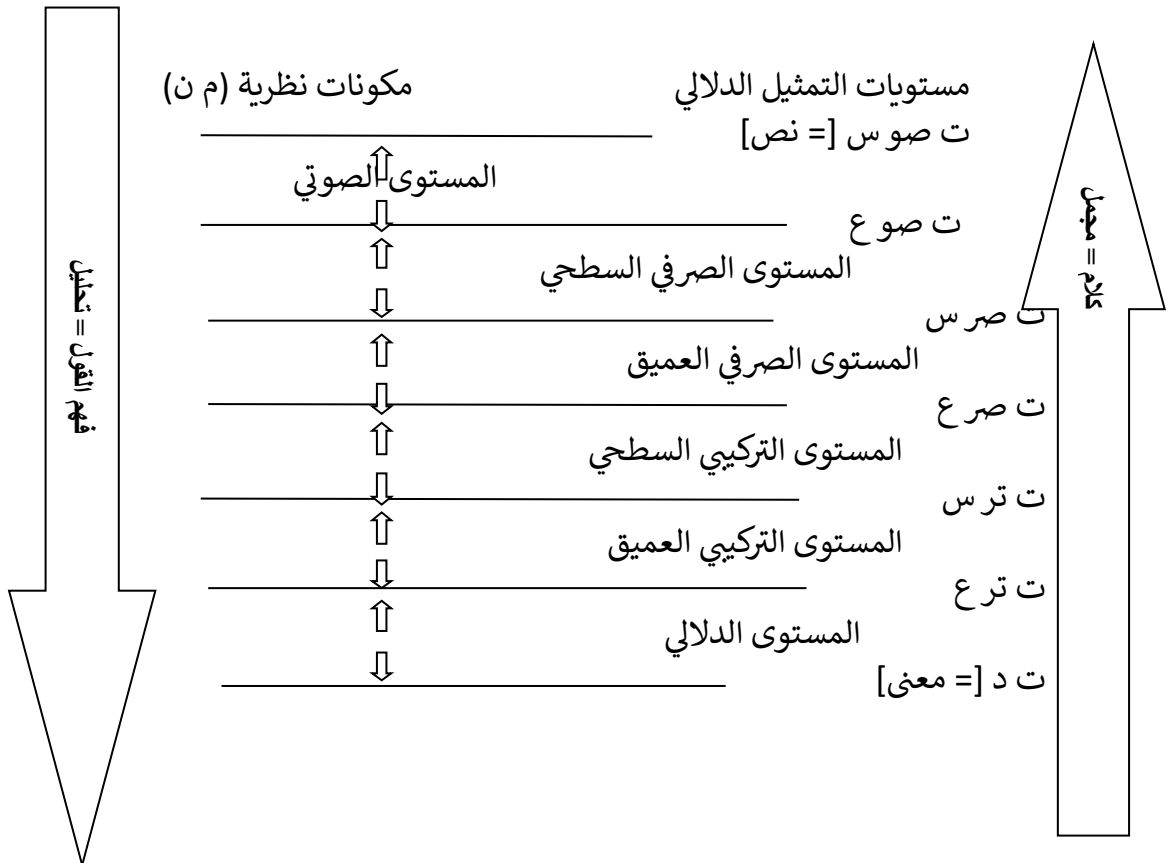 مستويات التمثيل الدلالي
مكونات نظرية (م ن)
ت صو س [= نص]
المستوى الصوتي
ت صو ع
المستوى الصرفي السطحي
ت صر س
المستوى الصرفي العميق
ت صر ع
المستوى التركيبي السطحي
ت تر س
المستوى التركيبي العميق
ت تر ع
المستوى الدلالي
ت د [= معنى]
كلام = مجمل
فهم القول = تحليل